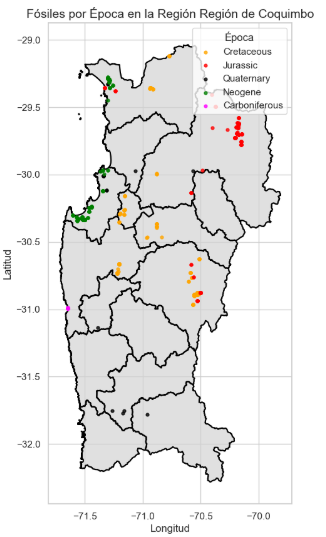 Fósiles por Época en la Región Región de Coquimbo
Época
Cretaceous
Jurassic
Quaternary
Neogene
Carboniferous
−29.0
−29.5
−30.0
−30.5
−31.0
−31.5
−32.0
Latitud
−71.5
−71.0
−70.5
−70.0
Longitud